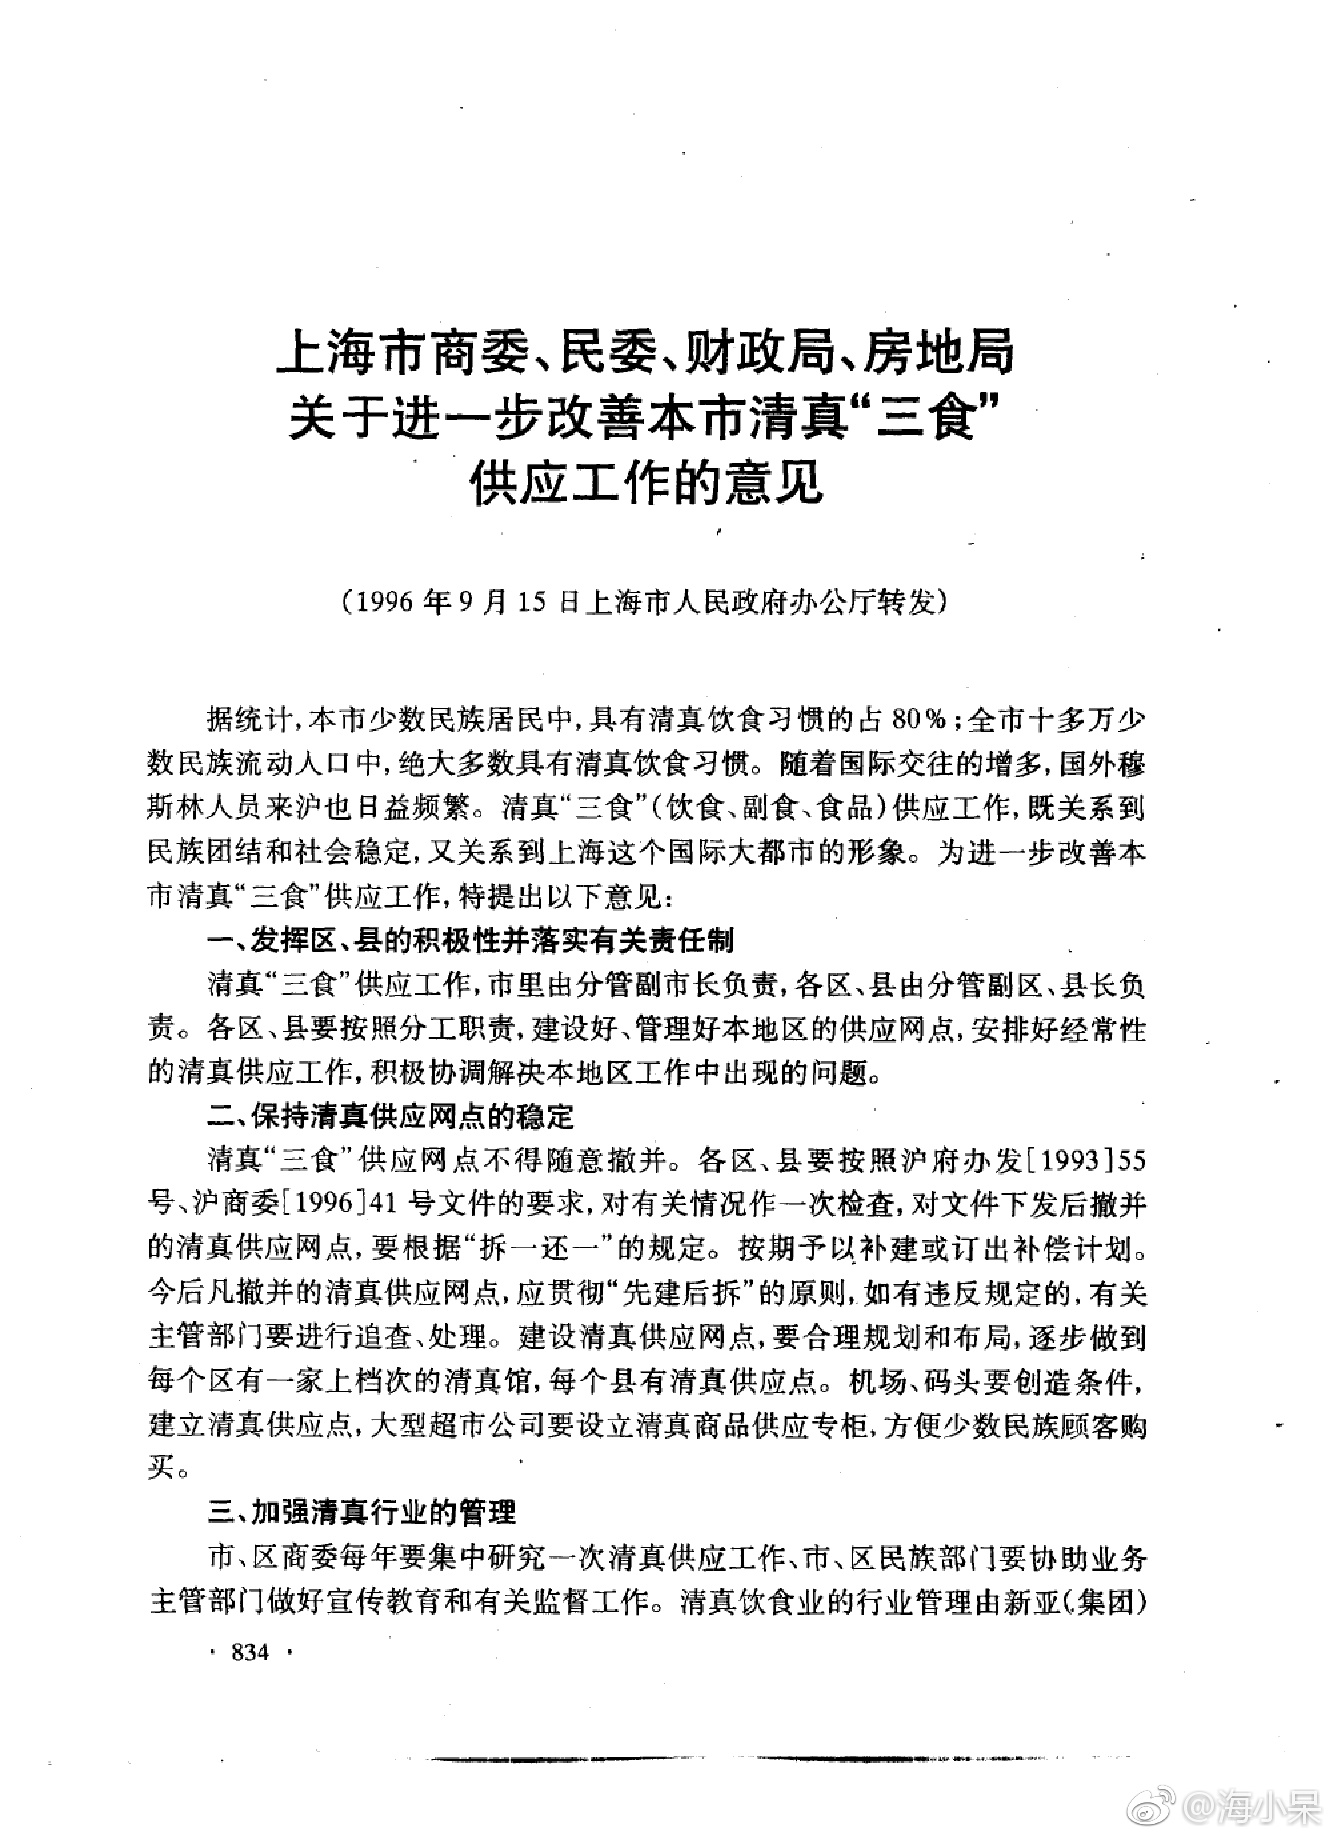 上海市商委、民委、财政局、房地局
关于进一步改善本市清真“三食”
供应工作的意见
(1996年9月15日上海市人民政府办公厅转发)
据统计,本市少数民族居民中,具有清真饮食习惯的占80%;全市十多万少
数民族流动人口中,绝大多数具有清真饮食习惯。随着国际交往的增多,国外穆
斯林人员来沪也日益频繁。清真“三食”(饮食、副食、食品)供应工作,既关系到
民族团结和社会稳定,又关系到上海这个国际大都市的形象。为进一步改善本
市清真“三食”供应工作,特提出以下意见:
一、发挥区、县的积极性并落实有关责任制
清真“三食”供应工作,市里由分管副市长负责,各区、县由分管副区、县长负
责。各区、县要按照分工职责,建设好、管理好本地区的供应网点,安排好经常性
的清真供应工作,积极协调解决本地区工作中出现的问题。
二、保持清真供应网点的稳定
清真“三食”供应网点不得随意撤并。各区、县要按照沪府办发[1993]55
号、沪商委[1996]41号文件的要求,对有关情况作一次检查,对文件下发后撤并
的清真供应网点,要根据“拆一还一”的规定。按期予以补建或订出补偿计划。
今后凡撤并的清真供应网点,应贯彻“先建后拆”的原则,如有违反规定的,有关
主管部门要进行追查、处理。建设清真供应网点,要合理规划和布局,逐步做到
每个区有一家上档次的清真馆,每个县有清真供应点。机场、码头要创造条件,
建立清真供应点,大型超市公司要设立清真商品供应专柜,方便少数民族顾客购
买。
三、加强清真行业的管理
市、区商委每年要集中研究一次清真供应工作、市、区民族部门要协助业务
主管部门做好宣传教育和有关监督工作。清真饮食业的行业管理由新亚(集团)
· 834 ·
@海小呆